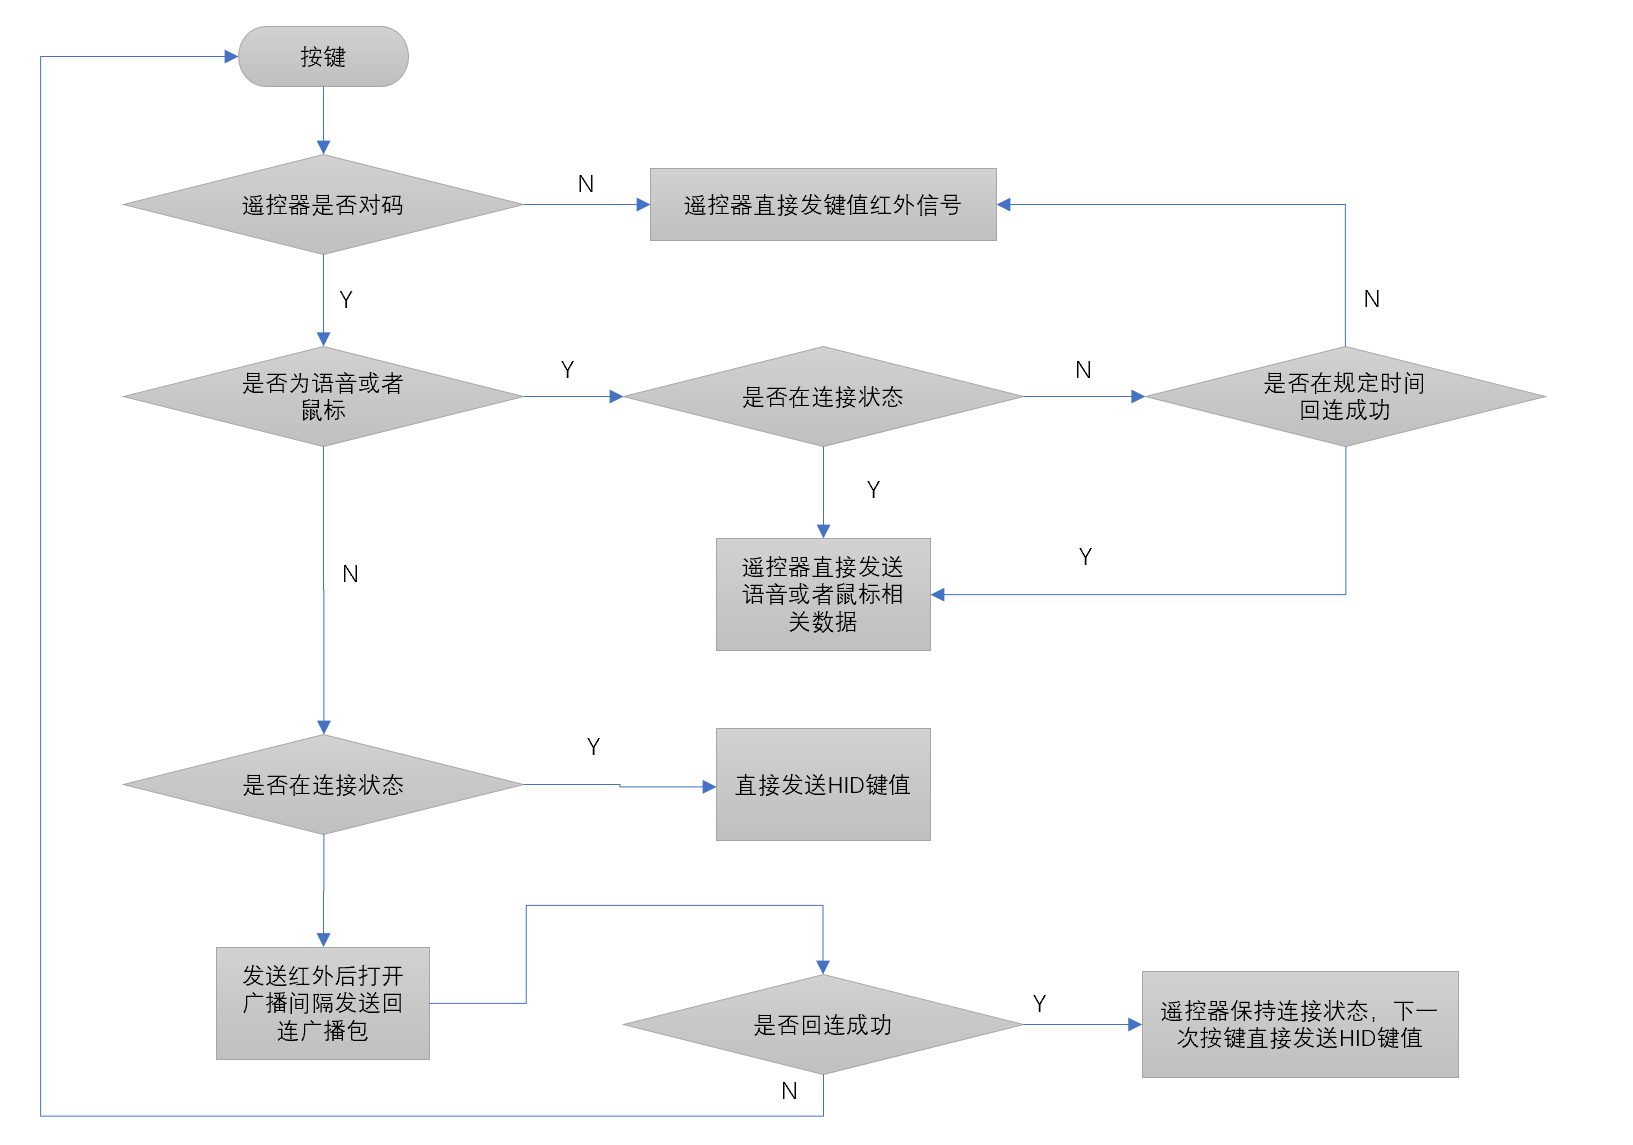 按键
遥控器是否对码
N
遥控器直接发键值红外信号
Y
N
是否为语音或者
鼠标
Y
是否在连接状态
N
是否在规定时间
回连成功
Y
N
遥控器直接发送
语音或者鼠标相
关数据
Y
是否在连接状态
Y
直接发送HID键值
发送红外后打开
广播间隔发送回
连广播包
是否回连成功
Y
遥控器保持连接状态，下一
次按键直接发送HID键值
N